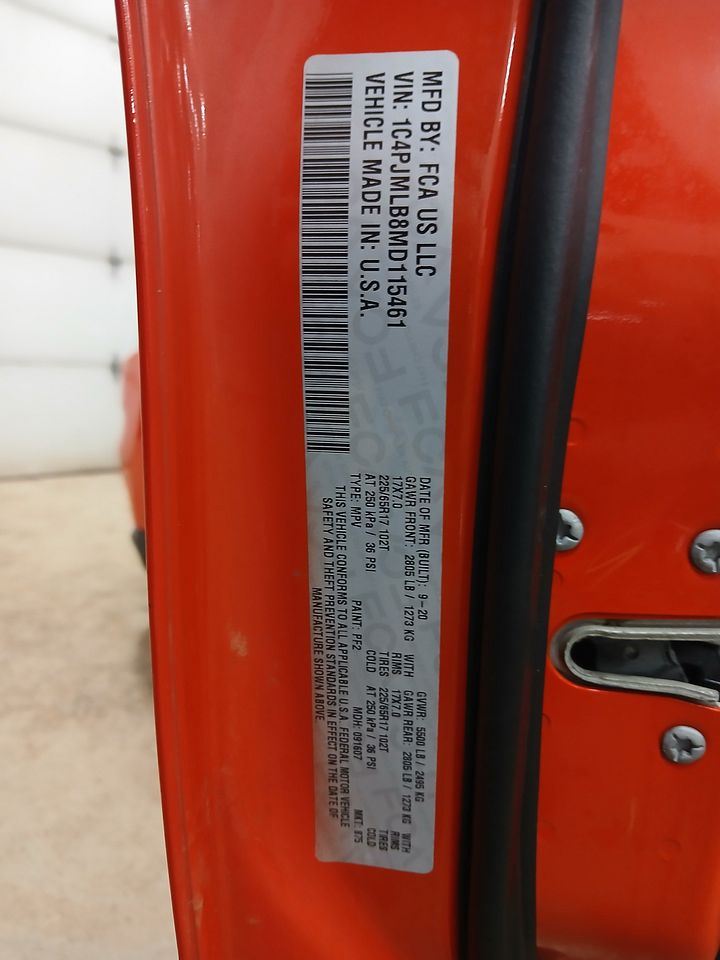 MFD BY: FCA US LLC
VIN: 1C4PJMLB8MD115461
VEHICLE MADE IN: U.S.A.
DATE OF MFR (BUILT): 9-20 GVWR: 5500 LB / 2495 KG
GAWR FRONT: 2805 LB / 1273 KG WITH GAWR REAR: 2805 LB / 1273 KG WITH
17X7.0 RIMS 17X7.0 RIMS
225/65R17 102T TIRES 225/65R17 102T TIRES
AT 250 kPa / 36 PSI COLD AT 250 kPa / 36 PSI COLD
TYPE: MPV PAINT: PF2 MDH: 091607 MKT: 875
THIS VEHICLE CONFORMS TO ALL APPLICABLE U.S.A. FEDERAL MOTOR VEHICLE
SAFETY AND THEFT PREVENTION STANDARDS IN EFFECT ON THE DATE OF
MANUFACTURE SHOWN ABOVE.
FCA